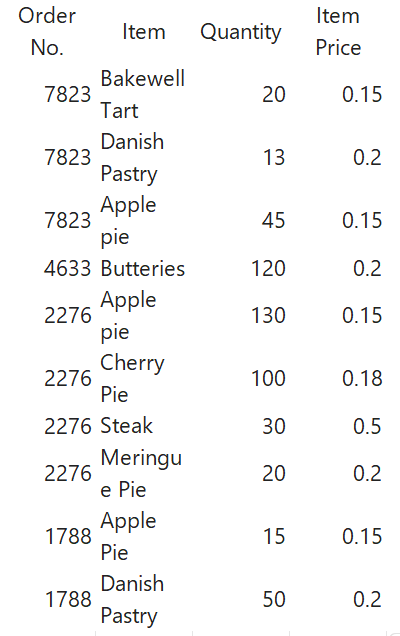 Order No. Item Quantity Item Price
7823 Bakewell Tart 20 0.15
7823 Danish Pastry 13 0.2
7823 Apple pie 45 0.15
4633 Butteries 120 0.2
2276 Apple pie 130 0.15
2276 Cherry Pie 100 0.18
2276 Steak 30 0.5
2276 Meringue Pie 20 0.2
1788 Apple Pie 15 0.15
1788 Danish Pastry 50 0.2